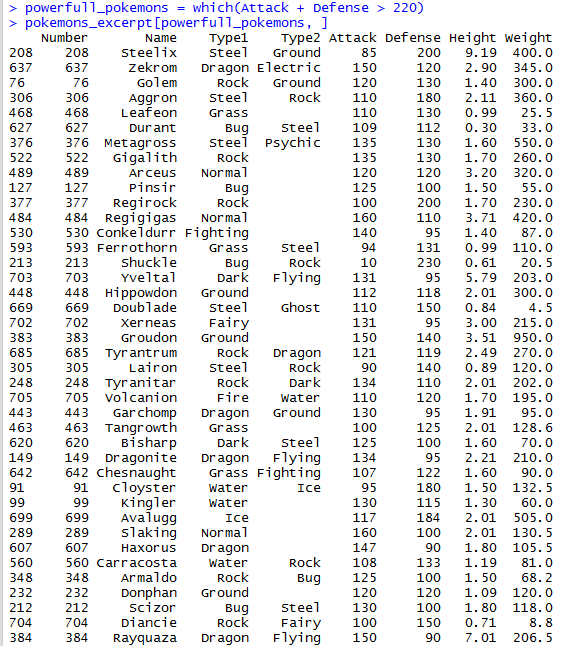 > powerfull_pokemons = which(Attack + Defense > 220)
> pokemons_excerpt[powerfull_pokemons, ]
Number Name Type1 Type2 Attack Defense Height Weight
208 208 Steelix Steel Ground 85 200 9.19 400.0
637 637 Zekrom Dragon Electric 150 120 2.90 345.0
76 76 Golem Rock Ground 120 130 1.40 300.0
306 306 Aggron Steel Rock 110 180 2.11 360.0
468 468 Leafeon Grass 110 130 0.99 25.5
627 627 Durant Bug Steel 109 112 0.30 33.0
376 376 Metagross Steel Psychic 135 130 1.60 550.0
522 522 Gigalith Rock 135 130 1.70 260.0
489 489 Arceus Normal 120 120 3.20 320.0
127 127 Pinsir Bug 125 100 1.50 55.0
377 377 Regirock Rock 100 200 1.70 230.0
484 484 Regigigas Normal 160 110 3.71 420.0
530 530 Conkeldurr Fighting 140 95 1.40 87.0
593 593 Ferrothorn Grass Steel 94 131 0.99 110.0
213 213 Shuckle Bug Rock 10 230 0.61 20.5
703 703 Yveltal Dark Flying 131 95 5.79 203.0
448 448 Hippowdon Ground 112 118 2.01 300.0
669 669 Doublade Steel Ghost 110 150 0.84 4.5
702 702 Xerneas Fairy 131 95 3.00 215.0
383 383 Groudon Ground 150 140 3.51 950.0
685 685 Tyrantrum Rock Dragon 121 119 2.49 270.0
305 305 Lairon Steel Rock 90 140 0.89 120.0
248 248 Tyranitar Rock Dark 134 110 2.01 202.0
705 705 Volcanion Fire Water 110 120 1.70 195.0
443 443 Garchomp Dragon Ground 130 95 1.91 95.0
463 463 Tangrowth Grass 100 125 2.01 128.6
620 620 Bisharp Dark Steel 125 100 1.60 70.0
149 149 Dragonite Dragon Flying 134 95 2.21 210.0
642 642 Chesnaught Grass Fighting 107 122 1.60 90.0
91 91 Cloyster Water Ice 95 180 1.50 132.5
99 99 Kingler Water 130 115 1.30 60.0
699 699 Avalugg Ice 117 184 2.01 505.0
289 289 Slaking Normal 160 100 2.01 130.5
607 607 Haxorus Dragon 147 90 1.80 105.5
560 560 Carracosta Water Rock 108 133 1.19 81.0
348 348 Armaldo Rock Bug 125 100 1.50 68.2
232 232 Donphan Ground 120 120 1.09 120.0
212 212 Scizor Bug Steel 130 100 1.80 118.0
704 704 Diancie Rock Fairy 100 150 0.71 8.8
384 384 Rayquaza Dragon Flying 150 90 7.01 206.5